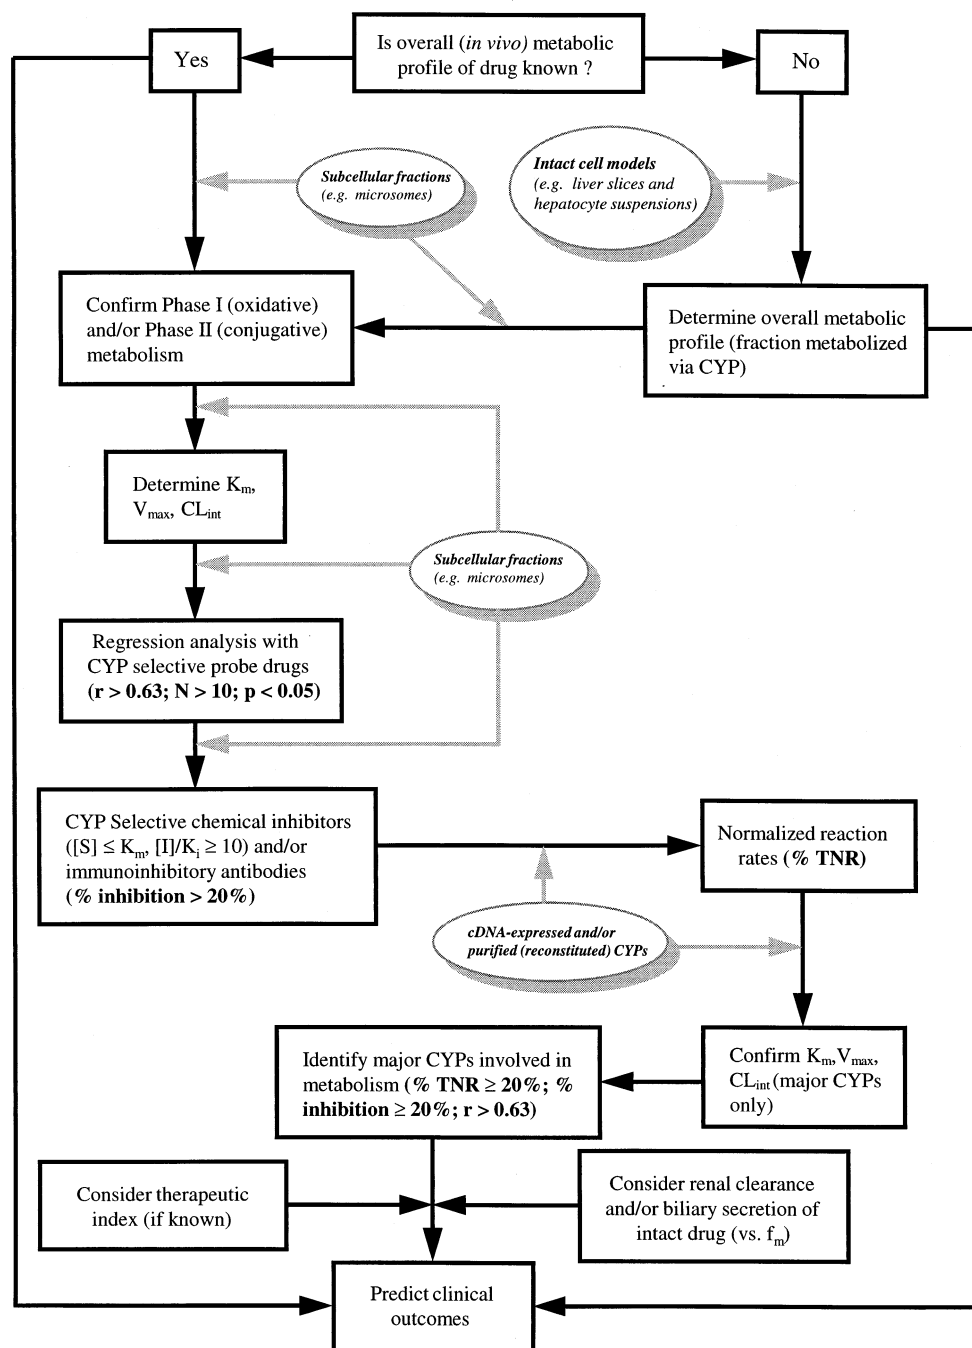 Is overall (in vivo) metabolic
profile of drug known ?
Yes
No
Subcellular fractions
(e.g. microsomes)
Intact cell models
(e.g. liver slices and
hepatocyte suspensions)
Confirm Phase I (oxidative)
and/or Phase II (conjugative)
metabolism
Determine overall metabolic
profile (fraction metabolized
via CYP)
Determine Km,
Vmax, CLint
Subcellular fractions
(e.g. microsomes)
Regression analysis with
CYP selective probe drugs
(r > 0.63; N > 10; p < 0.05)
CYP Selective chemical inhibitors
([S] ≤ Km, [I]/Ki ≥ 10) and/or
immunoinhibitory antibodies
(% inhibition > 20%)
Normalized reaction
rates (% TNR)
cDNA-expressed and/or
purified (reconstituted) CYPs
Identify major CYPs involved in
metabolism (% TNR ≥ 20%; %
inhibition ≥ 20%; r > 0.63)
Confirm Km, Vmax,
CLint (major CYPs
only)
Consider therapeutic
index (if known)
Consider renal clearance
and/or biliary secretion of
intact drug (vs. fm)
Predict clinical
outcomes